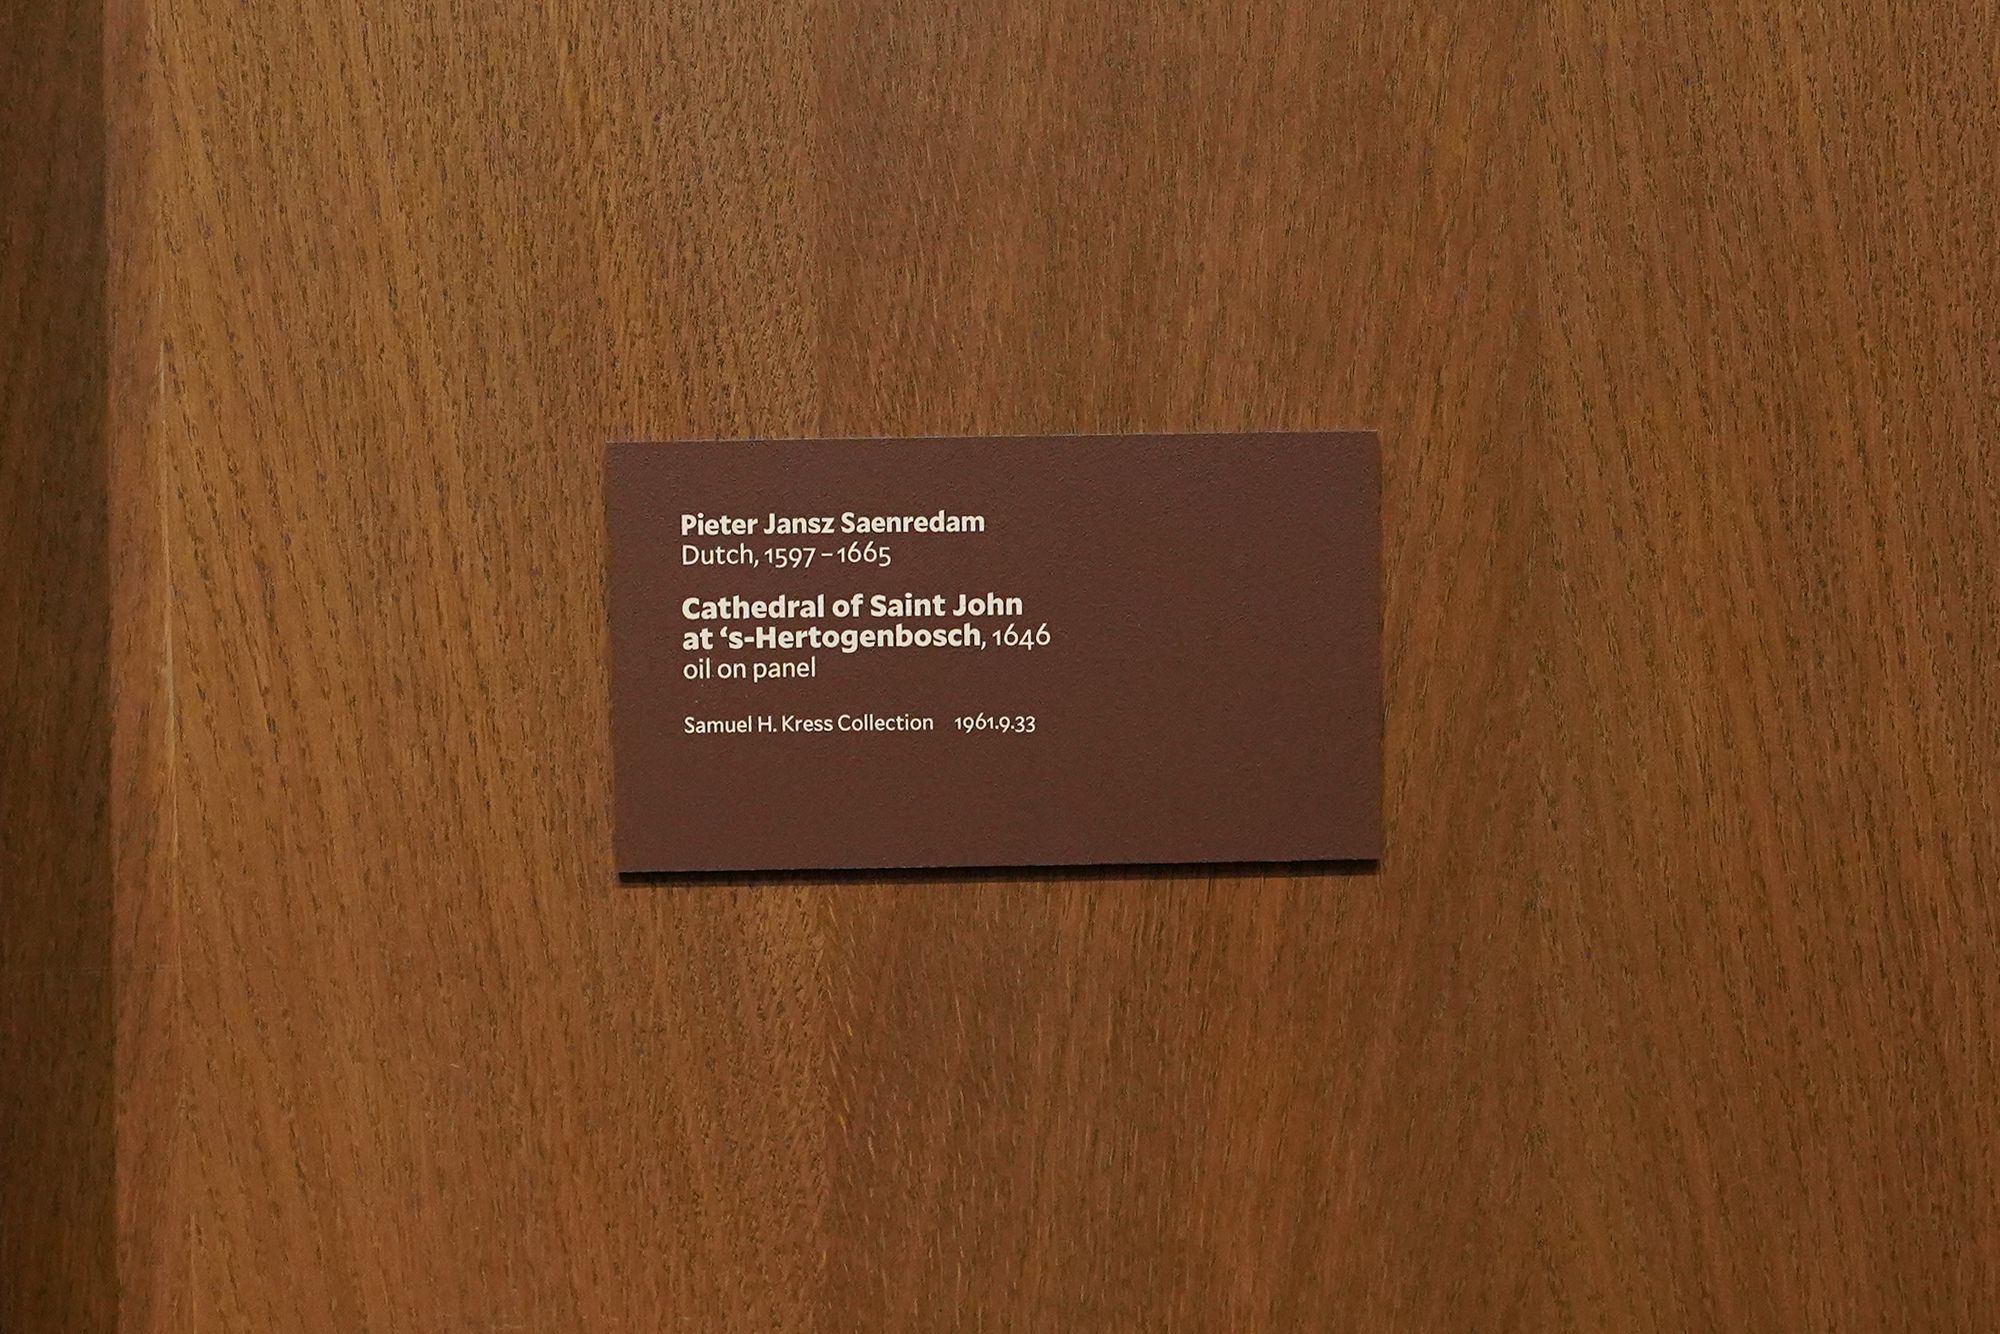 Pieter Jansz Saenredam
Dutch, 1597–1665
Cathedral of Saint John
at ‘s-Hertogenbosch, 1646
oil on panel
Samuel H. Kress Collection 1961.9.33